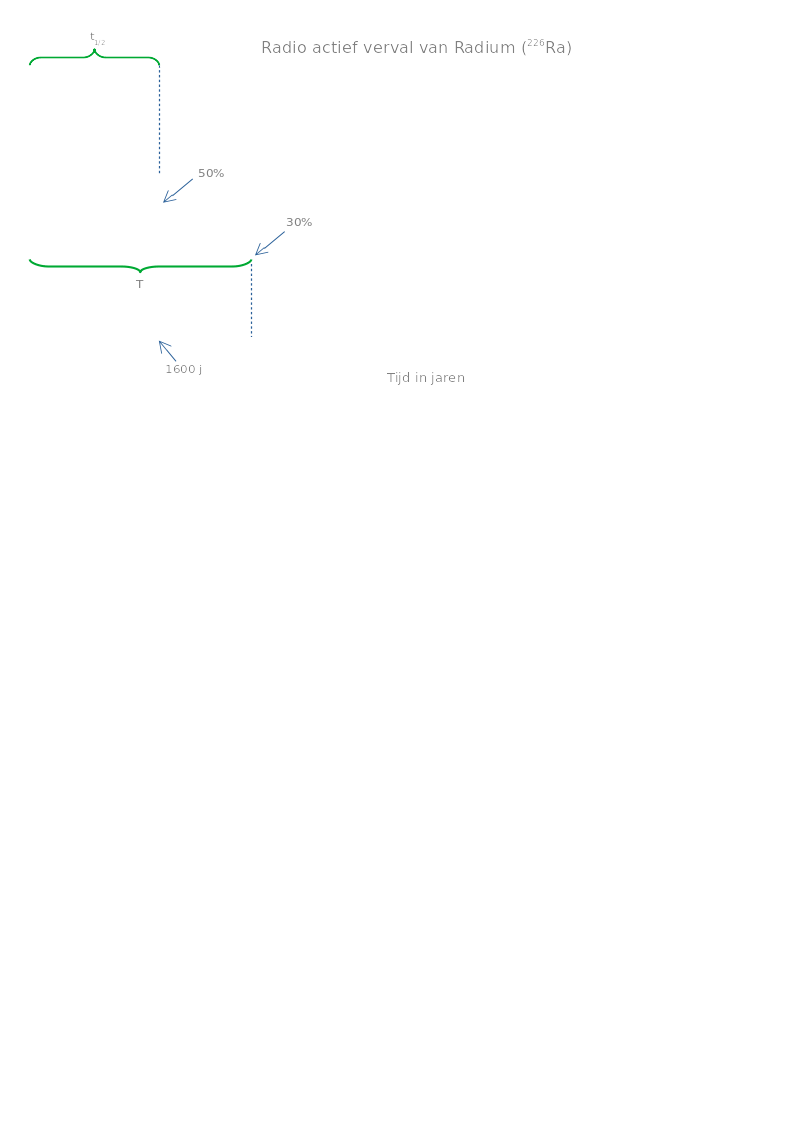 t1/2
Radio actief verval van Radium (226Ra)
50%
30%
T
1600 j
Tijd in jaren